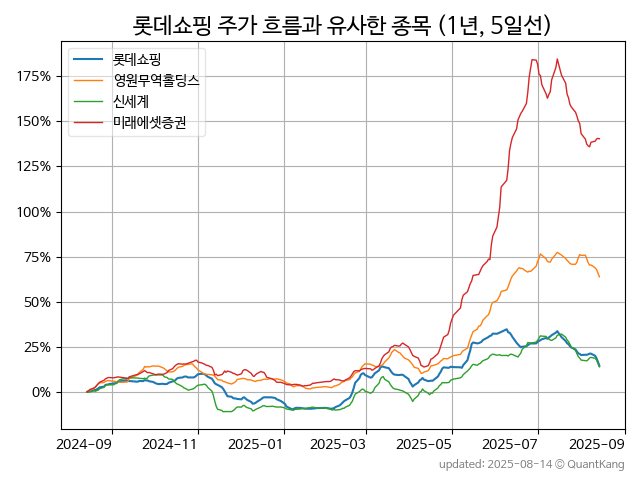 롯데쇼핑 주가 흐름과 유사한 종목 (1년, 5일선)
롯데쇼핑
영원무역홀딩스
신세계
미래에셋증권
175%
150%
125%
100%
75%
50%
25%
0%
2024-09 2024-11 2025-01 2025-03 2025-05 2025-07 2025-09
updated: 2025-08-14 © QuantKang